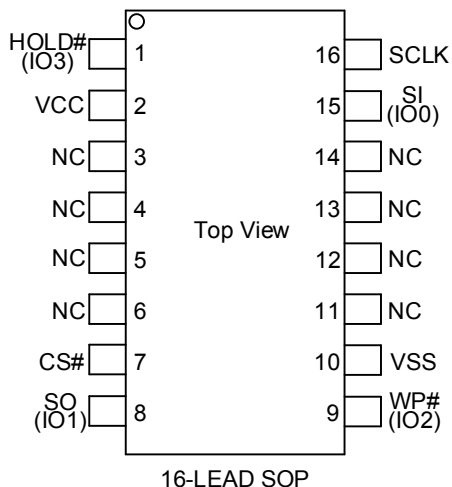 HOLD#
(IO3)
1
16
SCLK
VCC
2
15
SI
(IO0)
NC
3
14
NC
NC
4
13
NC
Top View
NC
5
12
NC
NC
6
11
NC
CS#
7
10
VSS
SO
(IO1)
8
9
WP#
(IO2)
16-LEAD SOP